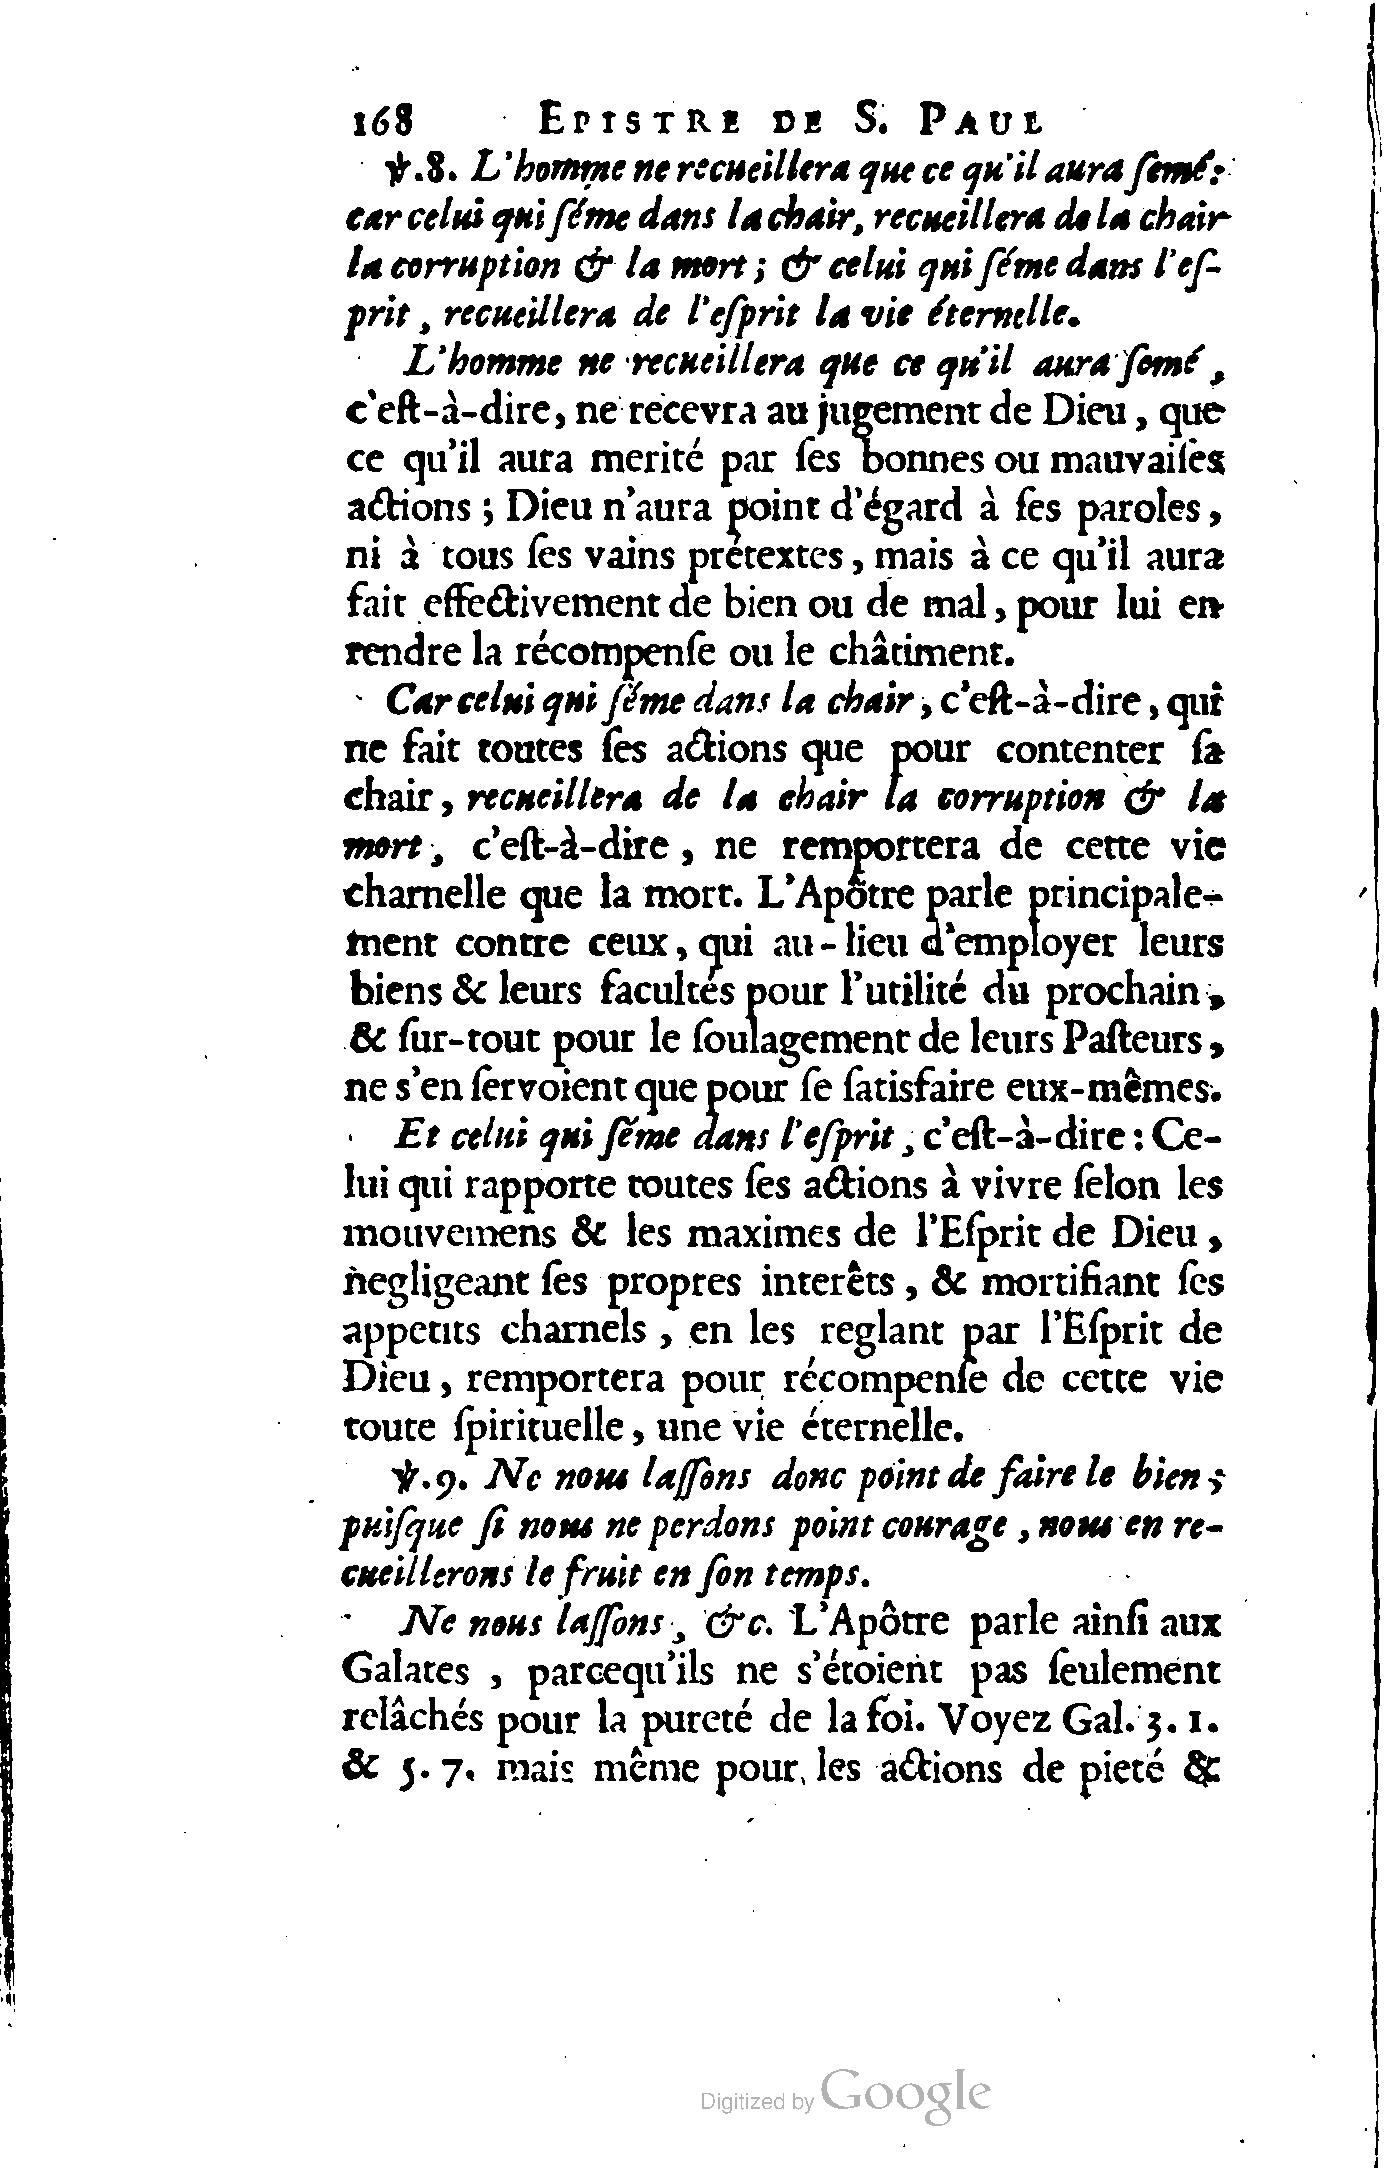 168 EPISTRE DE S. PAUL
℣.8. L'homme ne recueillera que ce qu'il aura ſemé:
car celui qui ſéme dans la chair, recueillera de la chair
la corruption & la mort ; & celui qui ſéme dans l'eſ-
prit, recueillera de l'eſprit la vie éternelle.
L'homme ne recueillera que ce qu'il aura ſemé,
c'eſt-à-dire, ne recevra au jugement de Dieu, que
ce qu'il aura merité par ſes bonnes ou mauvaiſes
actions ; Dieu n'aura point d'égard à ſes paroles,
ni à tous ſes vains prétextes, mais à ce qu'il aura
fait effectivement de bien ou de mal, pour lui en
rendre la récompenſe ou le châtiment.
Car celui qui ſéme dans la chair, c'eſt-à-dire, qui
ne fait toutes ſes actions que pour contenter ſa
chair, recueillera de la chair la corruption & la
mort, c'eſt-à-dire, ne remportera de cette vie
charnelle que la mort. L'Apôtre parle principale-
ment contre ceux, qui au-lieu d'employer leurs
biens & leurs facultés pour l'utilité du prochain,
& ſur-tout pour le ſoulagement de leurs Paſteurs,
ne s'en ſervoient que pour ſe ſatisfaire eux-mêmes.
Et celui qui ſéme dans l'eſprit, c'eſt-à-dire : Ce-
lui qui rapporte toutes ſes actions à vivre ſelon les
mouvemens & les maximes de l'Eſprit de Dieu,
negligeant ſes propres interêts, & mortifiant ſes
appetits charnels, en les reglant par l'Eſprit de
Dieu, remportera pour récompenſe de cette vie
toute ſpirituelle, une vie éternelle.
℣.9. Ne nous laſſons donc point de faire le bien ;
puiſque ſi nous ne perdons point courage, nous en re-
cueillerons le fruit en ſon temps.
Ne nous laſſons, &c. L'Apôtre parle ainſi aux
Galates, parcequ'ils ne s'étoient pas ſeulement
relâchés pour la pureté de la foi. Voyez Gal. 3. 1.
& 5. 7. mais même pour les actions de pieté &
Digitized by Google